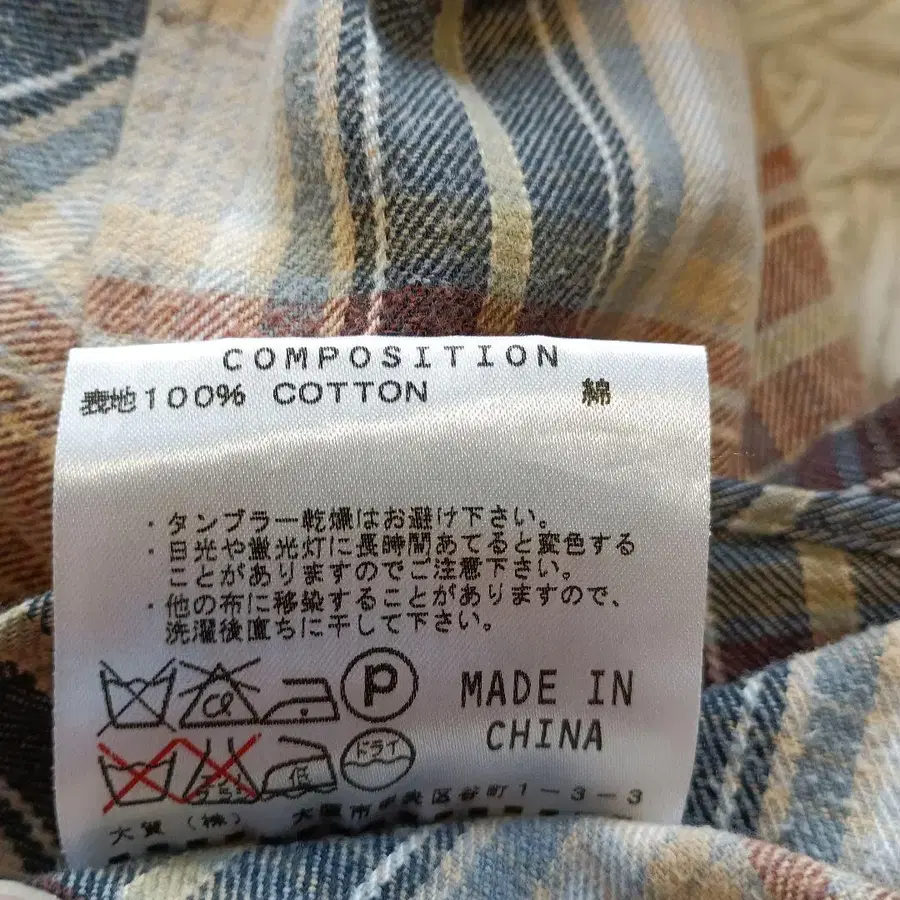 COMPOSITION
表地100% COTTON 綿
・タンブラー乾燥はお避け下さい。
・日光や蛍光灯に長時間あてると変色する
ことがありますのでご注意下さい。
・他の布に移染することがありますので、
洗濯後直ちに干して下さい。
P
MADE IN
CHINA
ドライ
低
大賀（株） 大阪市中央区谷町1-3-3